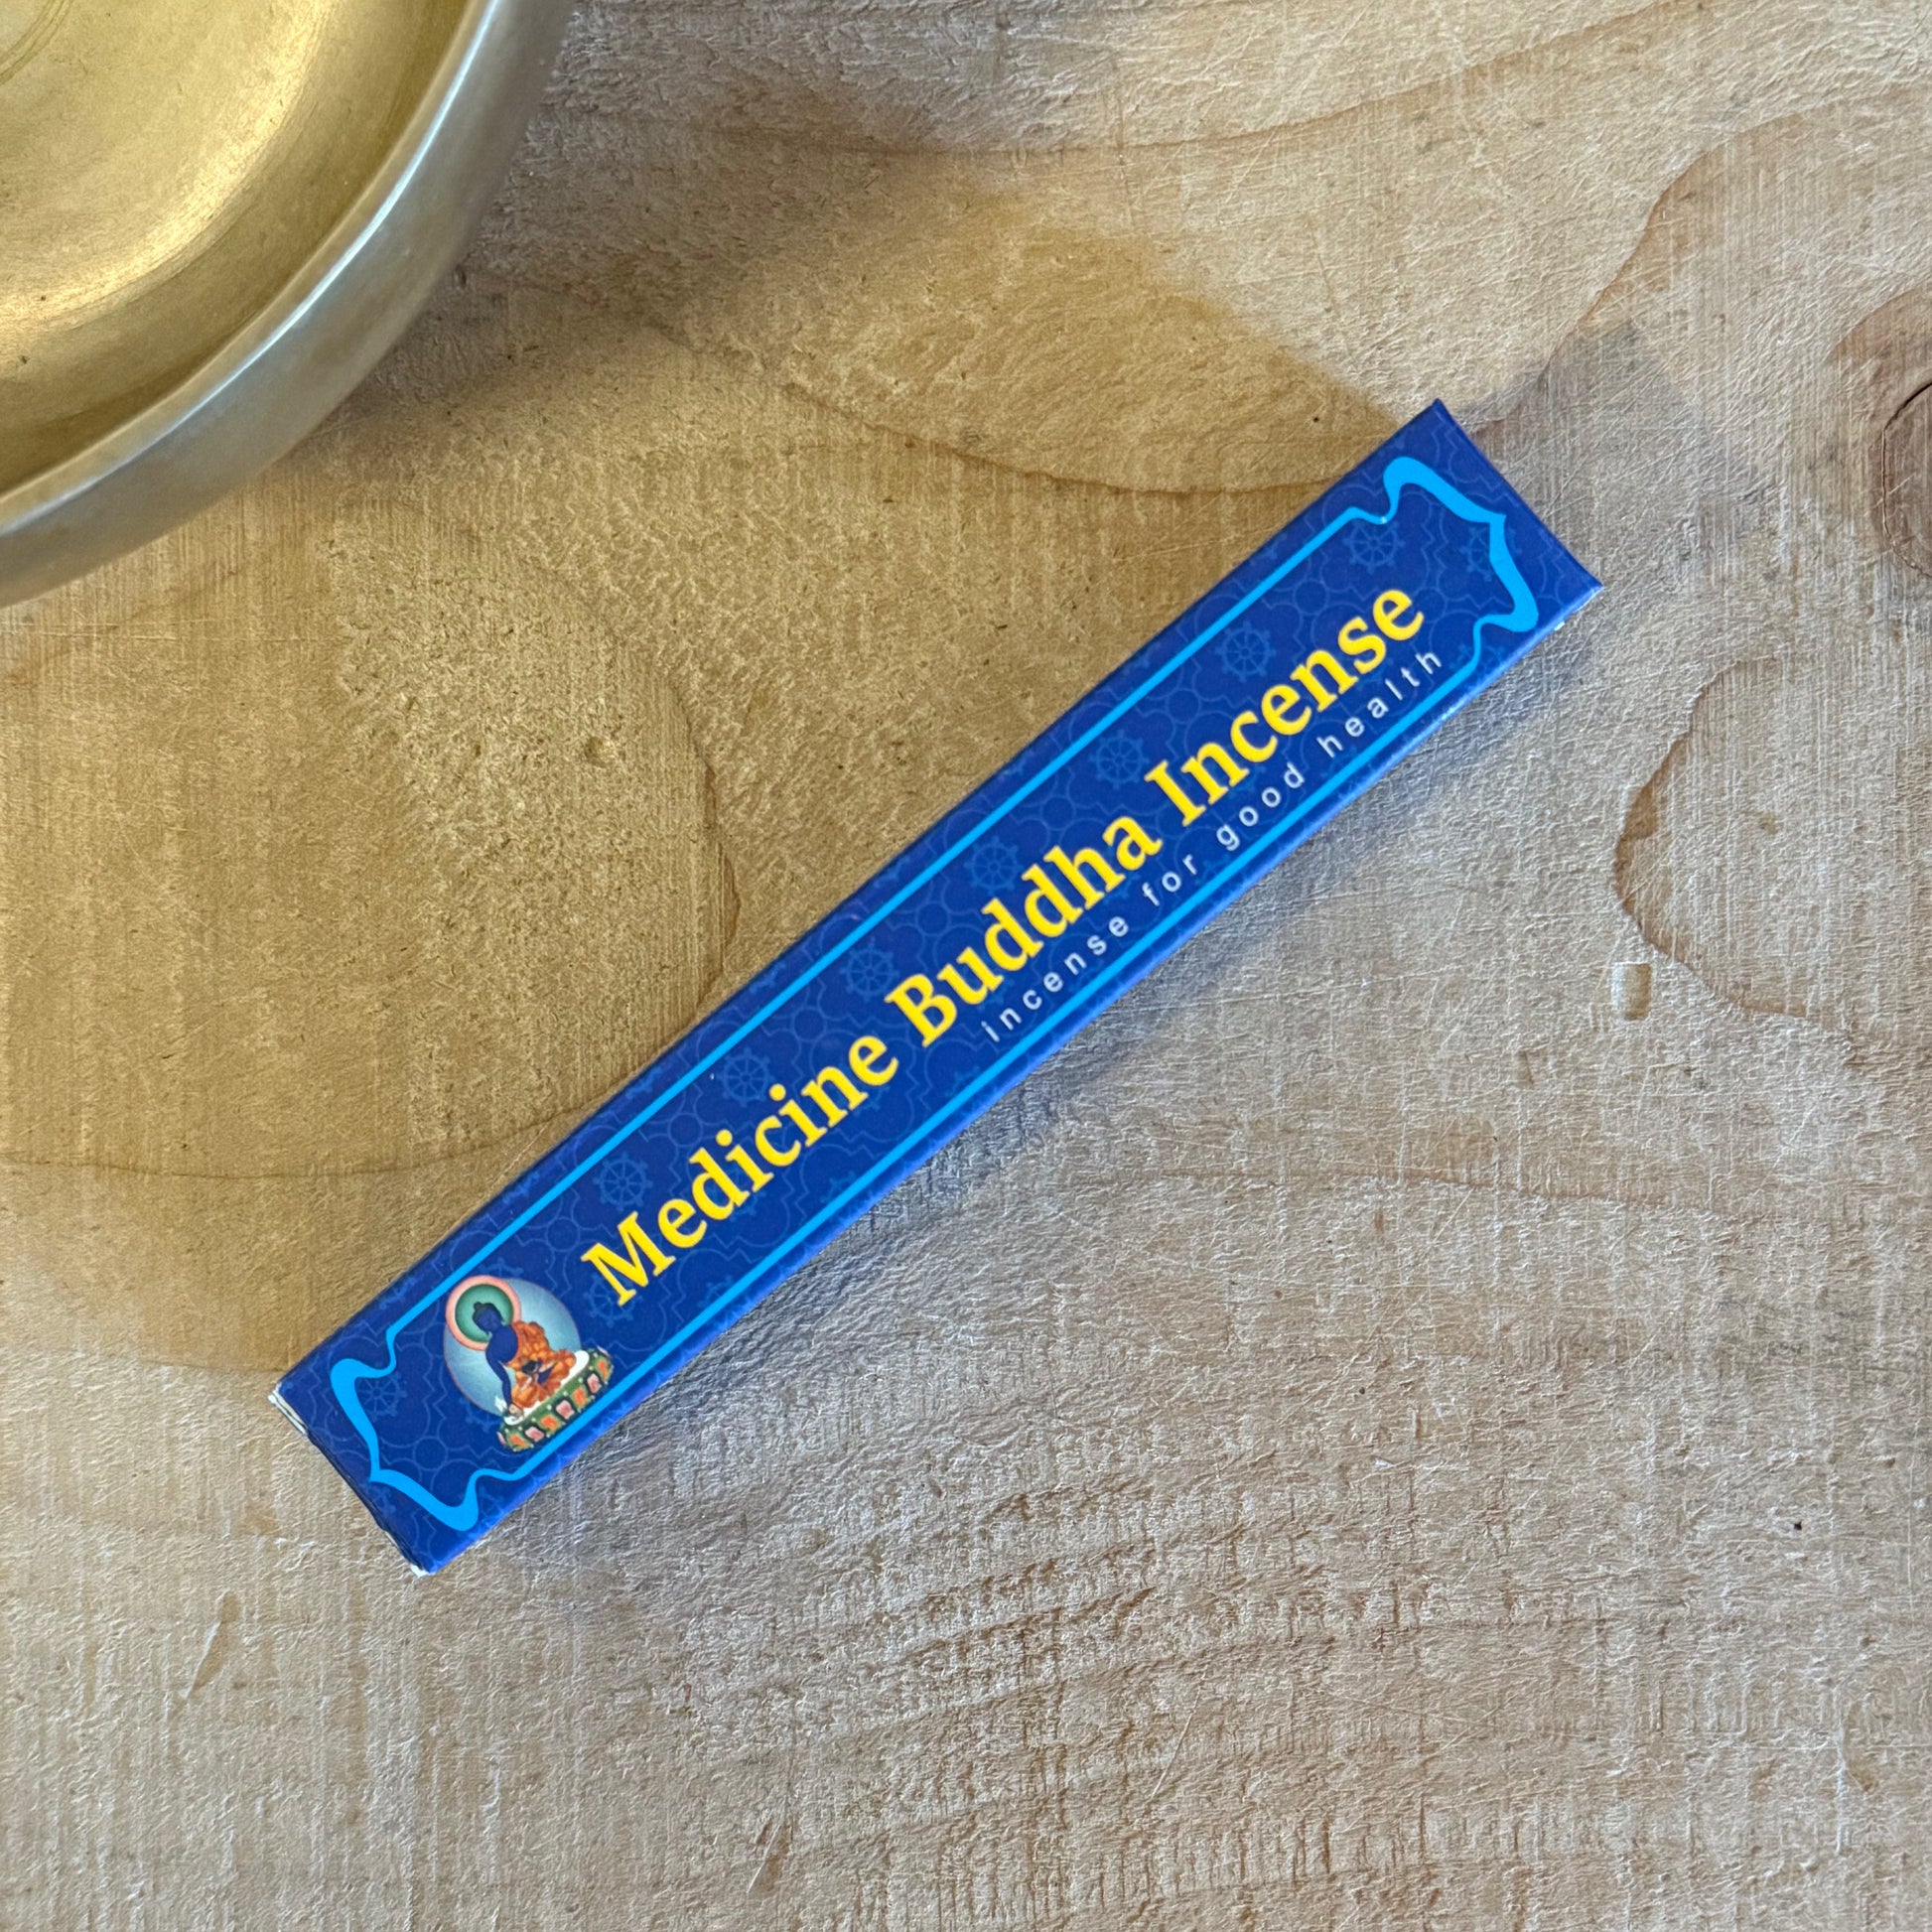 Medicine Buddha Incense
incense for good health